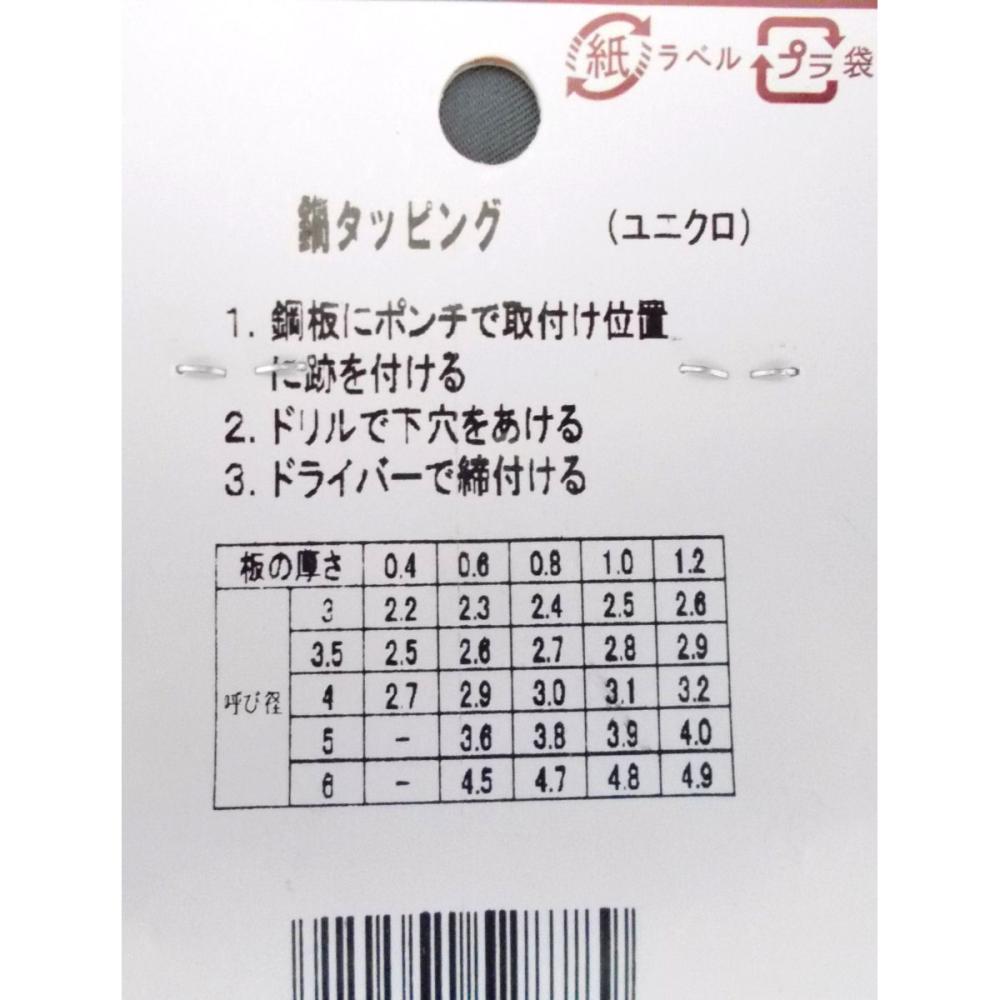 紙 ラベル プラ 袋
鍋タッピング (ユニクロ)
1. 鋼板にポンチで取付け位置
に跡を付ける
2. ドリルで下穴をあける
3. ドライバーで締付ける
板の厚さ 0.4 0.6 0.8 1.0 1.2
3 2.2 2.3 2.4 2.5 2.6
3.5 2.5 2.6 2.7 2.8 2.9
呼び径 4 2.7 2.9 3.0 3.1 3.2
5 - 3.6 3.8 3.9 4.0
6 - 4.5 4.7 4.8 4.9